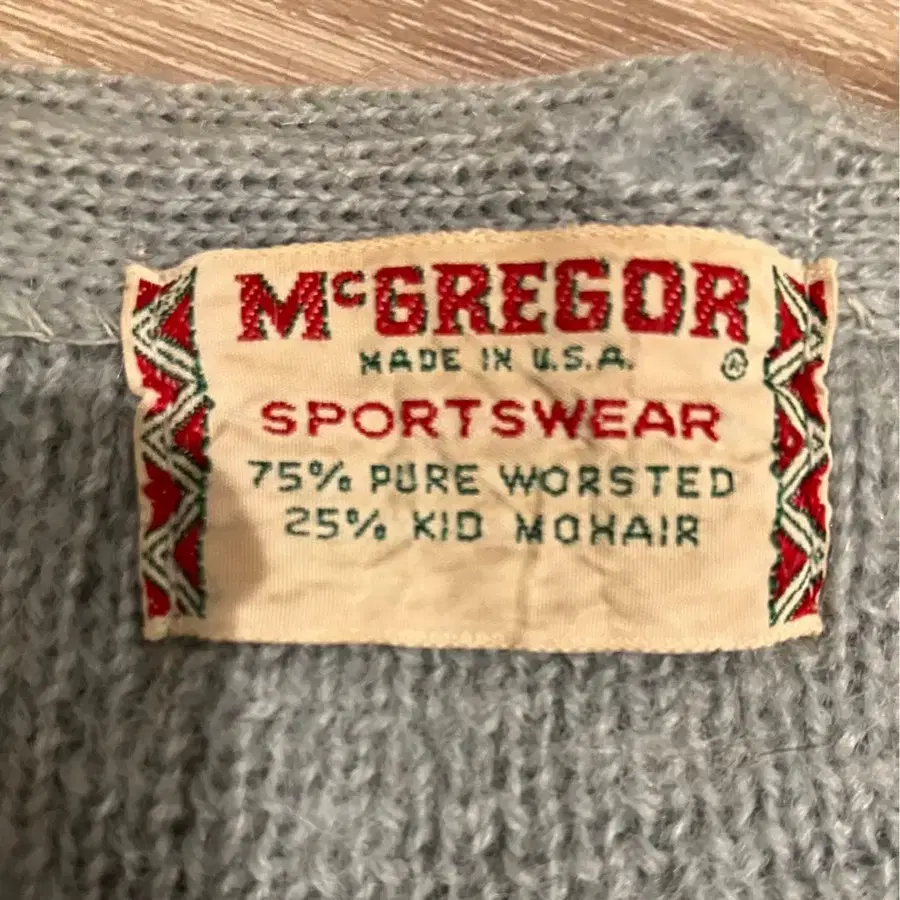 McGREGOR
MADE IN U.S.A. ®
SPORTSWEAR
75% PURE WORSTED
25% KID MOHAIR